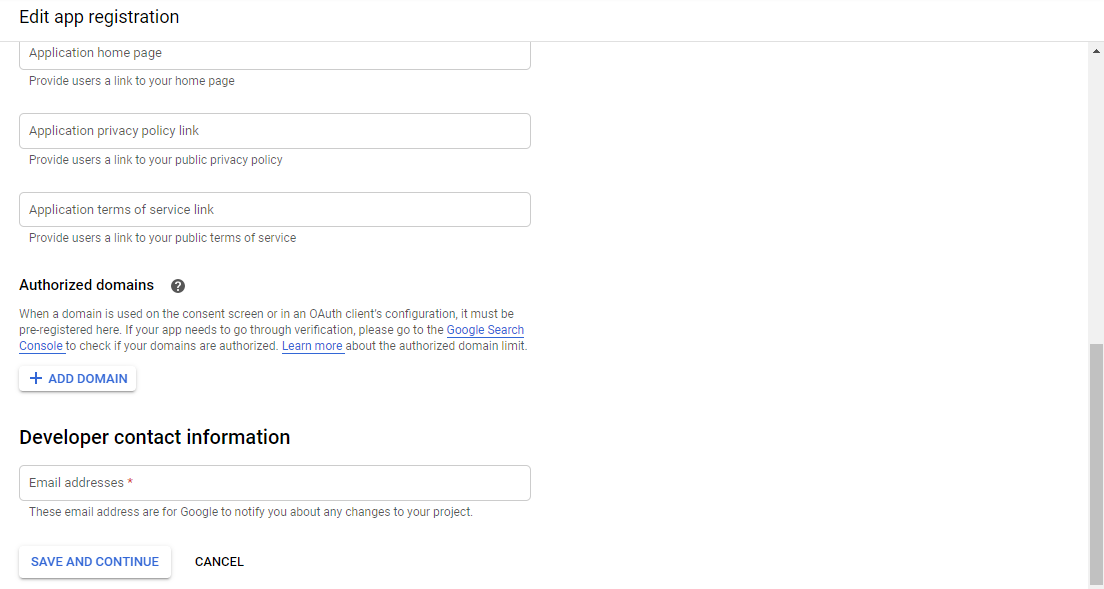 Edit app registration
Application home page
Provide users a link to your home page
Application privacy policy link
Provide users a link to your public privacy policy
Application terms of service link
Provide users a link to your public terms of service
Authorized domains ?
When a domain is used on the consent screen or in an OAuth client's configuration, it must be
pre-registered here. If your app needs to go through verification, please go to the Google Search
Console to check if your domains are authorized. Learn more about the authorized domain limit.
+ ADD DOMAIN
Developer contact information
Email addresses *
These email address are for Google to notify you about any changes to your project.
SAVE AND CONTINUE CANCEL